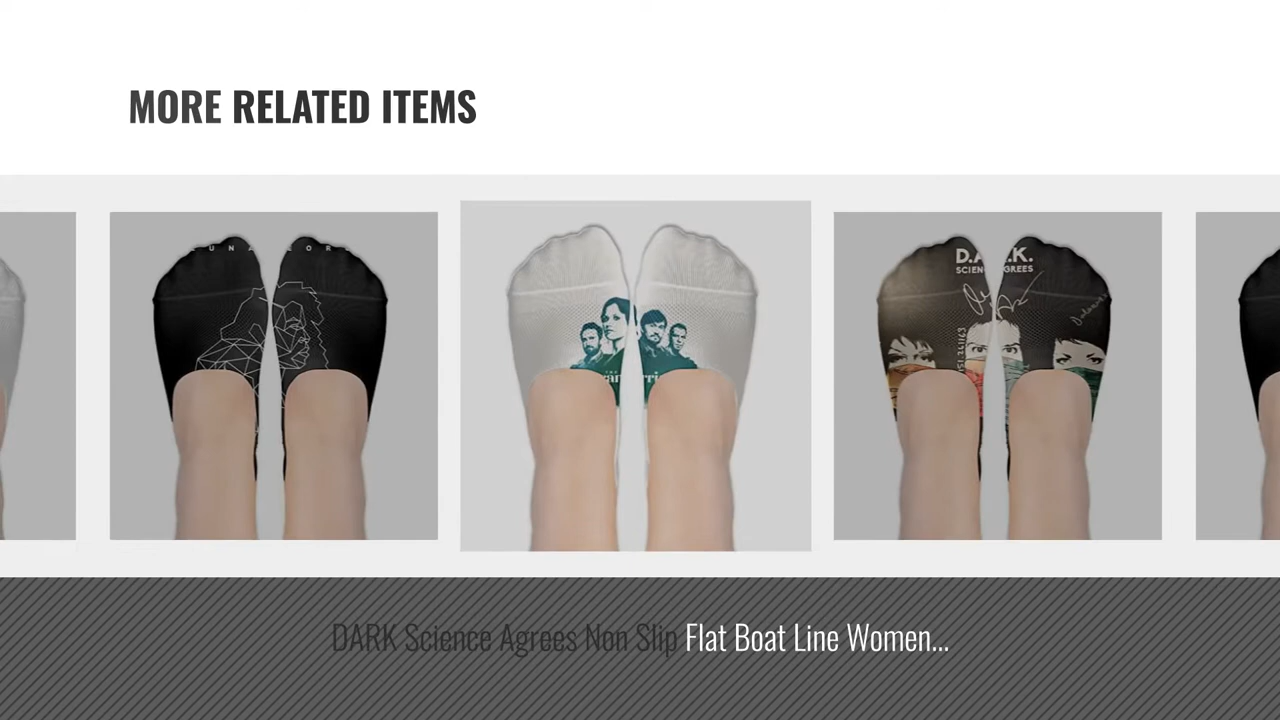 MORE RELATED ITEMS
D.A.R.K.
SCIENCE AGREES
DARK Science Agrees Non Slip Flat Boat Line Women...